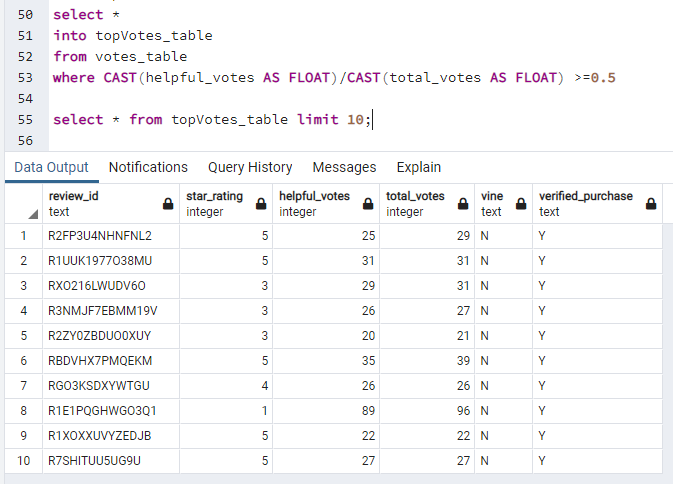 50 select *
51 into topVotes_table
52 from votes_table
53 where CAST(helpful_votes AS FLOAT)/CAST(total_votes AS FLOAT) >=0.5
54
55 select * from topVotes_table limit 10;
56
Data Output Notifications Query History Messages Explain
review_id star_rating helpful_votes total_votes vine verified_purchase
text integer integer integer text text
1 R2FP3U4NHNFNL2 5 25 29 N Y
2 R1UUK1977O38MU 5 31 31 N Y
3 RXO216LWUDV6O 3 29 31 N Y
4 R3NMJF7EBMM19V 3 26 27 N Y
5 R2ZY0ZBDUO0XUY 3 20 21 N Y
6 RBDVHX7PMQEKM 5 35 39 N Y
7 RGO3KSDXYWTGU 4 26 26 N Y
8 R1E1PQGHWGO3Q1 1 89 96 N Y
9 R1XOXXUVYZEDJB 5 22 22 N Y
10 R7SHITUU5UG9U 5 27 27 N Y